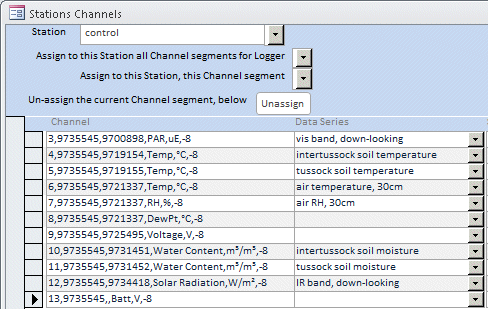 Stations Channels
Station control
Assign to this Station all Channel segments for Logger
Assign to this Station, this Channel segment
Un-assign the current Channel segment, below Unassign
Channel Data Series
3,9735545,9700898,PAR,uE,-8 vis band, down-looking
4,9735545,9719154,Temp,°C,-8 intertussock soil temperature
5,9735545,9719155,Temp,°C,-8 tussock soil temperature
6,9735545,9721337,Temp,°C,-8 air temperature, 30cm
7,9735545,9721337,RH,%,-8 air RH, 30cm
8,9735545,9721337,DewPt,°C,-8
9,9735545,9725495,Voltage,V,-8
10,9735545,9731451,Water Content,m³/m³,-8 intertussock soil moisture
11,9735545,9731452,Water Content,m³/m³,-8 tussock soil moisture
12,9735545,9734418,Solar Radiation,W/m²,-8 IR band, down-looking
13,9735545,,Batt,V,-8